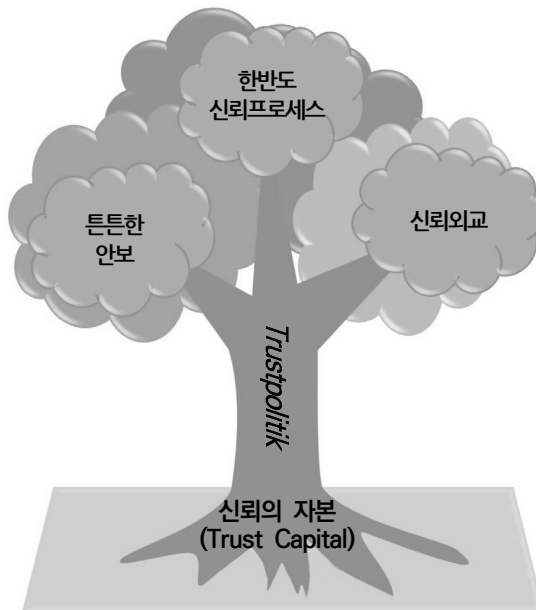 한반도
신뢰프로세스
튼튼한
안보
신뢰외교
Trustpolitik
신뢰의 자본
(Trust Capital)